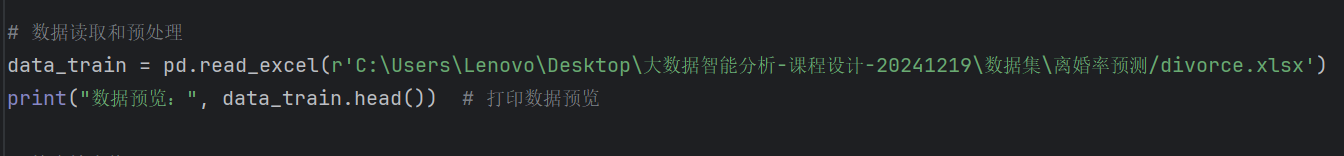 # 数据读取和预处理
data_train = pd.read_excel(r'C:\Users\Lenovo\Desktop\大数据智能分析-课程设计-20241219\数据集\离婚率预测/divorce.xlsx')
print("数据预览：", data_train.head())  # 打印数据预览